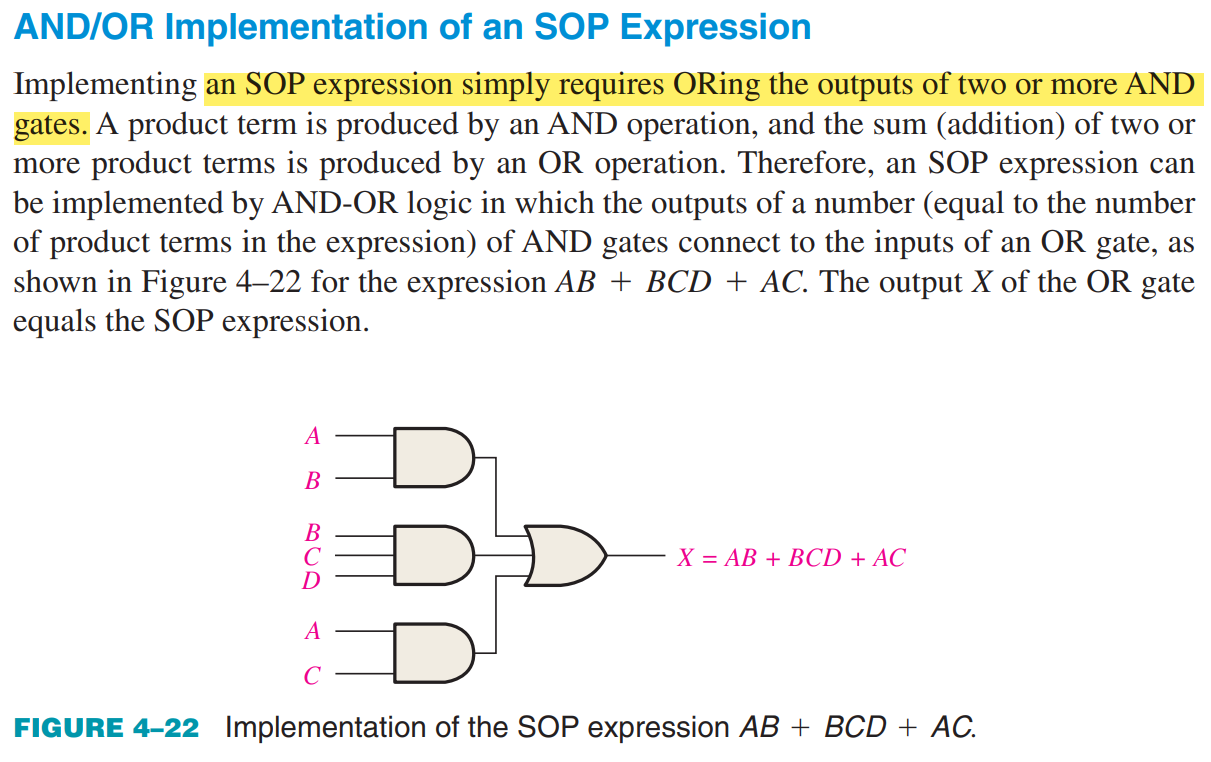 AND/OR Implementation of an SOP Expression
Implementing an SOP expression simply requires ORing the outputs of two or more AND
gates. A product term is produced by an AND operation, and the sum (addition) of two or
more product terms is produced by an OR operation. Therefore, an SOP expression can
be implemented by AND-OR logic in which the outputs of a number (equal to the number
of product terms in the expression) of AND gates connect to the inputs of an OR gate, as
shown in Figure 4–22 for the expression AB + BCD + AC. The output X of the OR gate
equals the SOP expression.
A
B
B
C
D
X = AB + BCD + AC
A
C
FIGURE 4–22 Implementation of the SOP expression AB + BCD + AC.